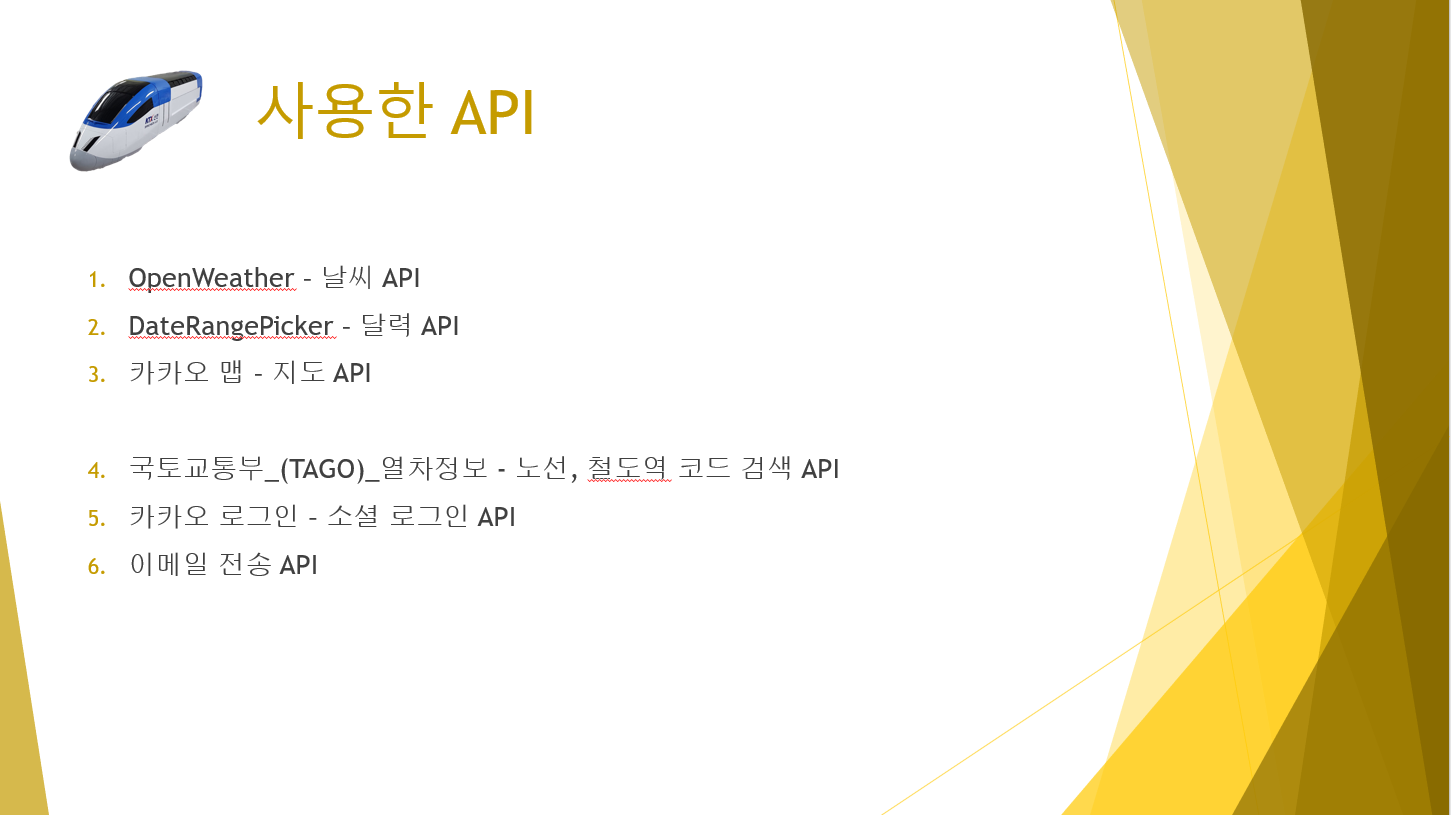 사용한 API
1. OpenWeather – 날씨 API
2. DateRangePicker – 달력 API
3. 카카오 맵 – 지도 API
4. 국토교통부_(TAGO)_열차정보 - 노선, 철도역 코드 검색 API
5. 카카오 로그인 – 소셜 로그인 API
6. 이메일 전송 API